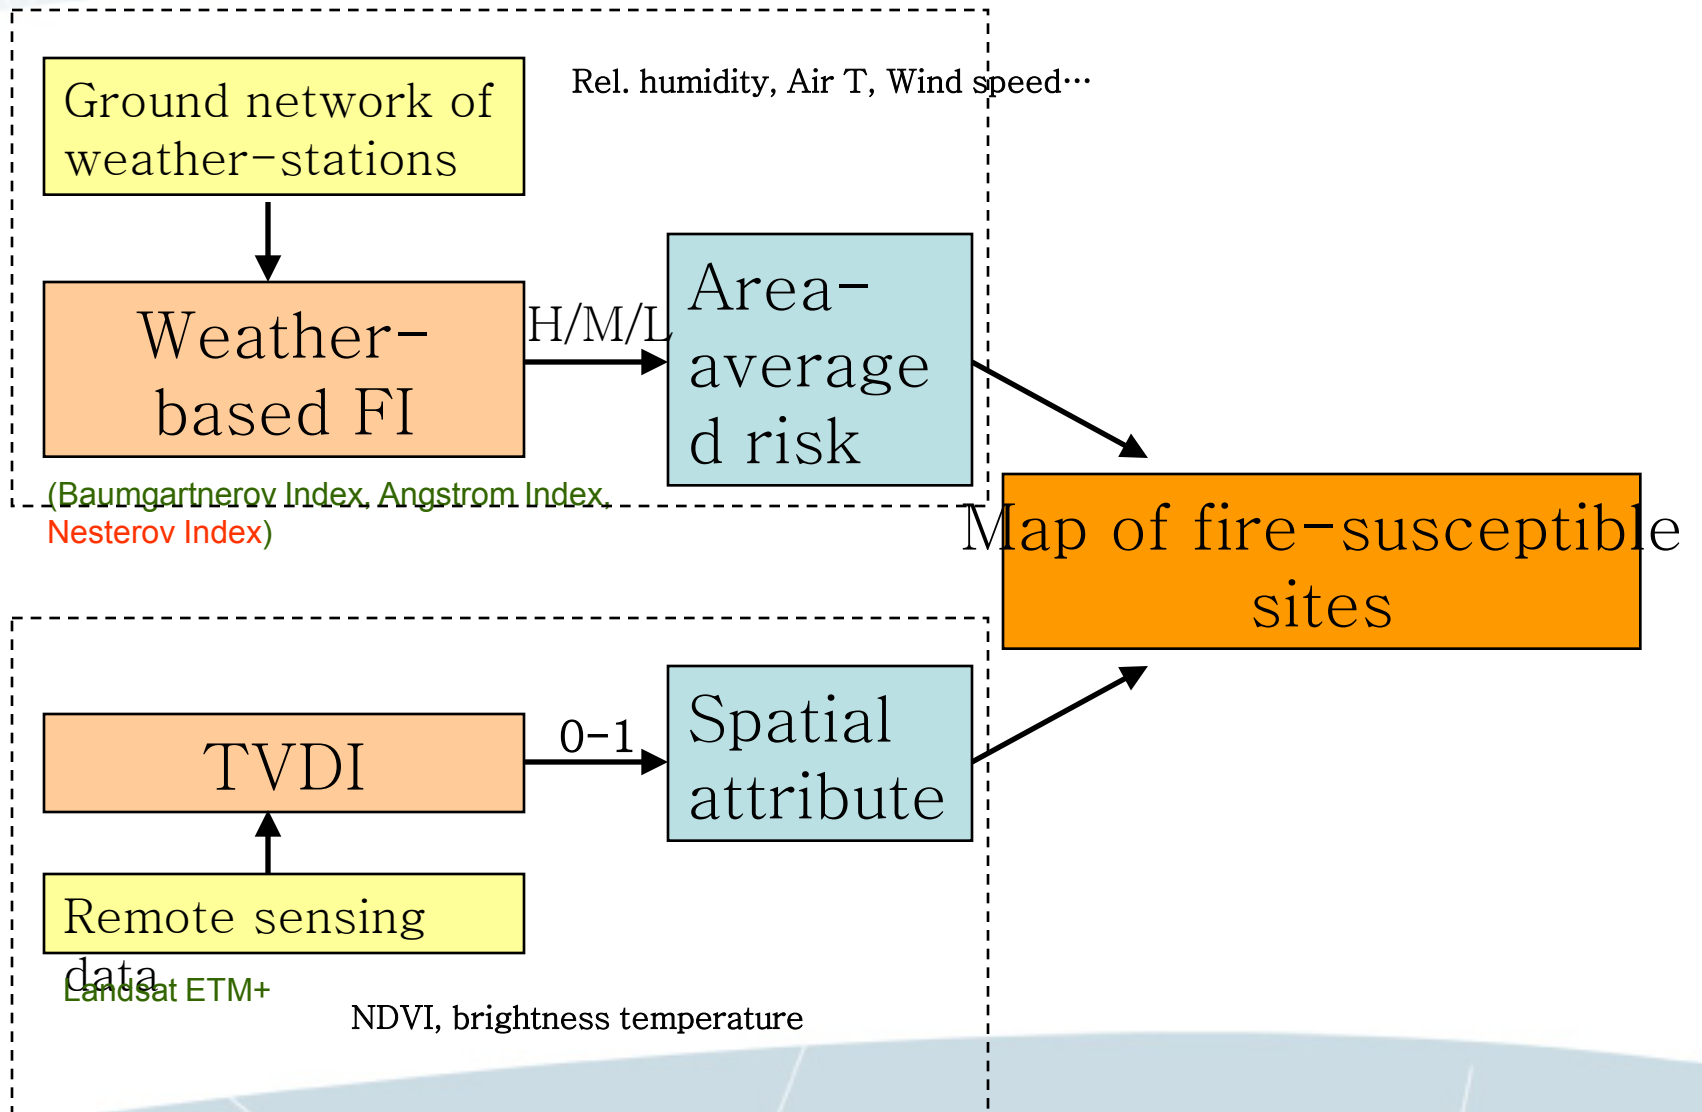 Ground network of
weather-stations
Rel. humidity, Air T, Wind speed…
Weather-
based FI
H/M/L
Area-
average
d risk
(Baumgartnerov Index, Angstrom Index,
Nesterov Index)
Map of fire-susceptible
sites
TVDI
0-1
Spatial
attribute
Remote sensing
data
Landsat ETM+
NDVI, brightness temperature